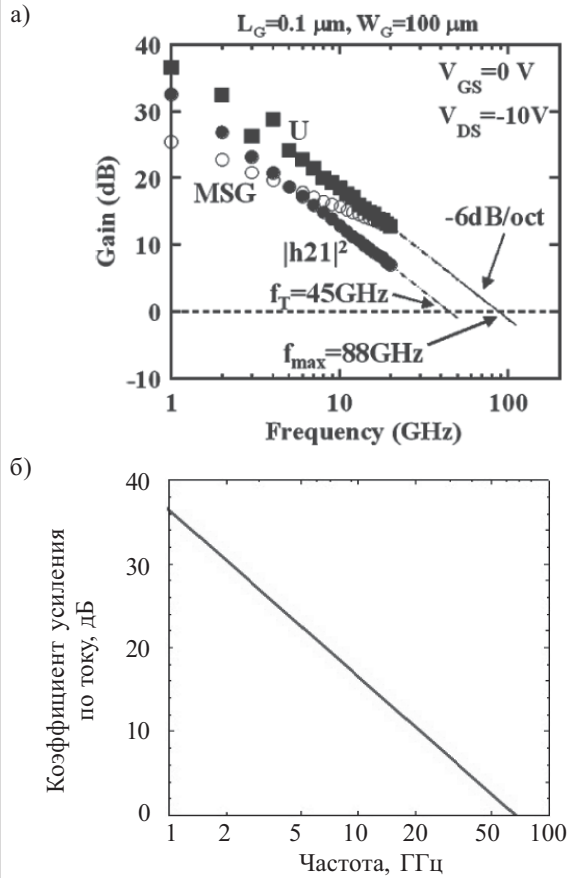 а)
L_G=0.1 µm, W_G=100 µm
40
30
20
10
0
-10
Gain (dB)
V_GS=0 V
V_DS=-10V
U
MSG
|h21|²
-6dB/oct
f_T=45GHz
f_max=88GHz
1
10
100
Frequency (GHz)
б)
40
30
20
10
0
Коэффициент усиления
по току, дБ
1
2
5
10
20
50
100
Частота, ГГц